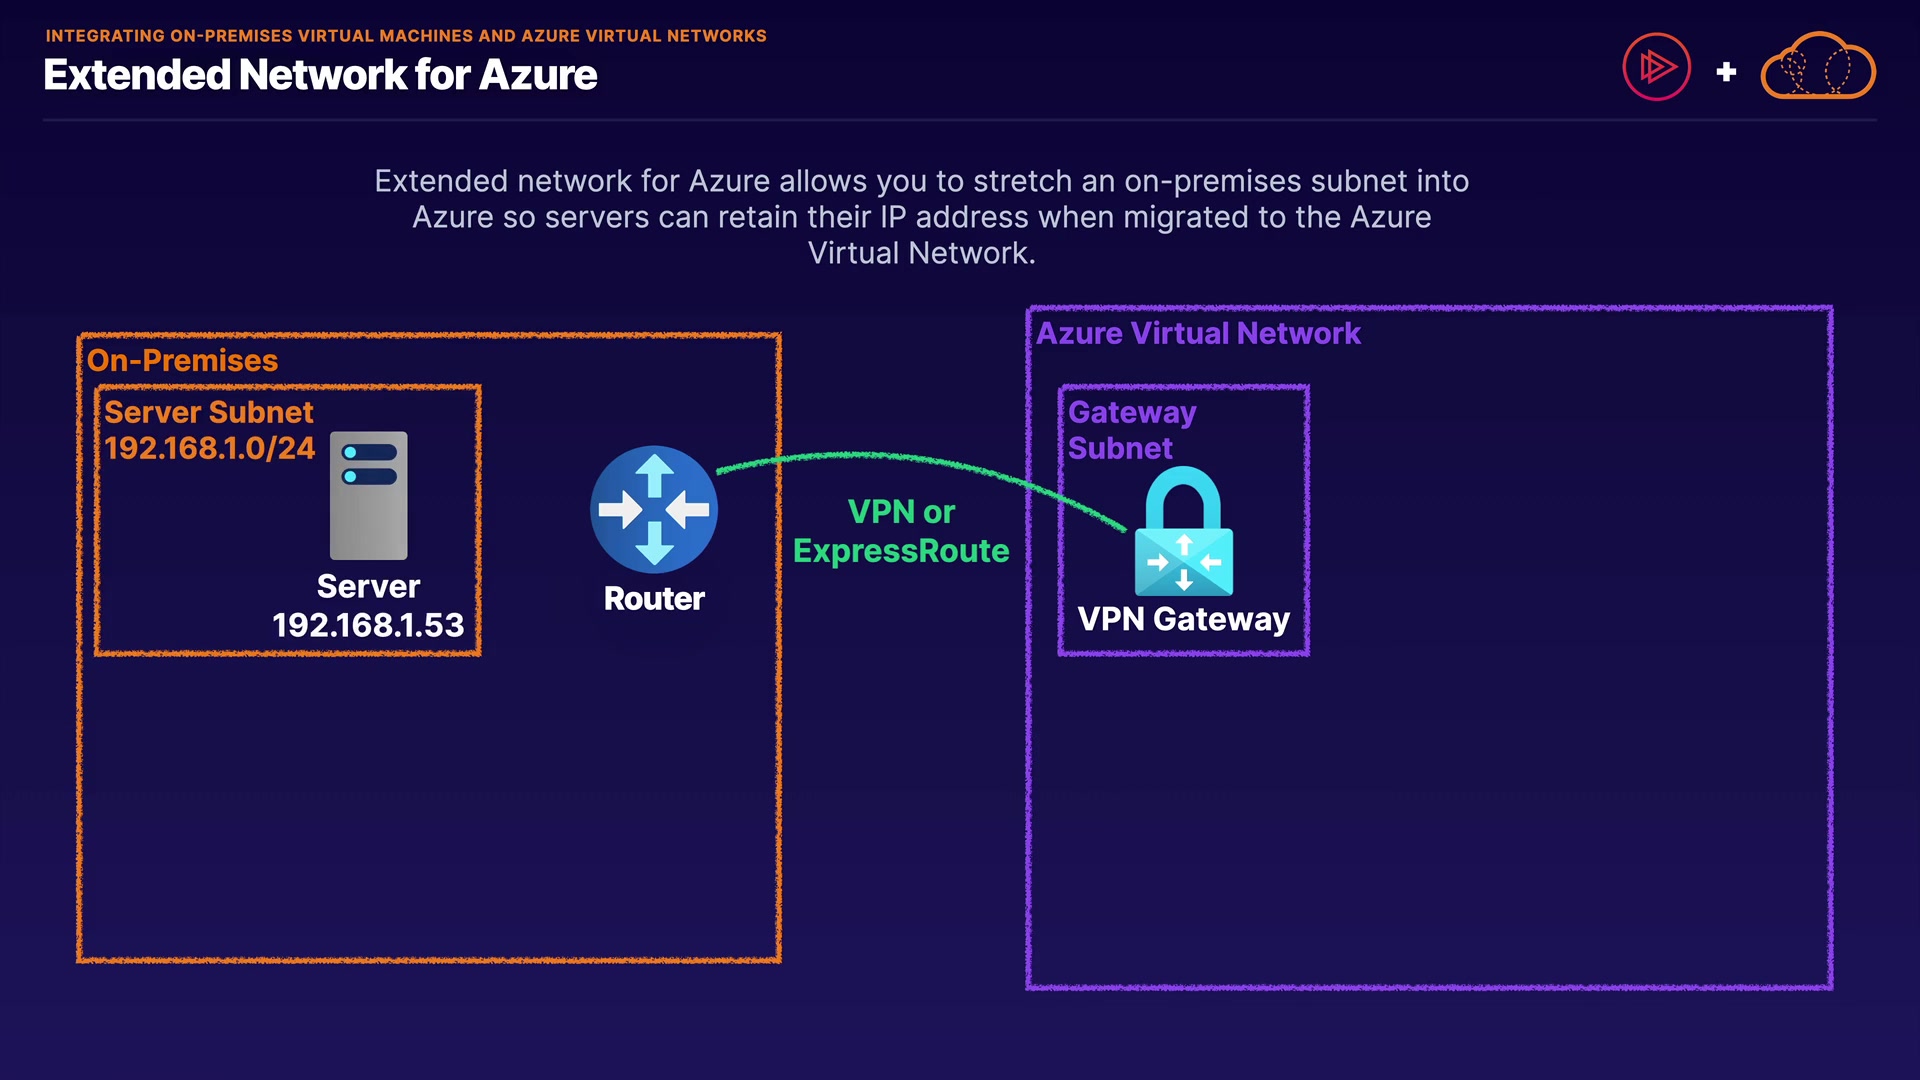 INTEGRATING ON-PREMISES VIRTUAL MACHINES AND AZURE VIRTUAL NETWORKS
Extended Network for Azure
Extended network for Azure allows you to stretch an on-premises subnet into
Azure so servers can retain their IP address when migrated to the Azure
Virtual Network.
On-Premises
Server Subnet
192.168.1.0/24
Server
192.168.1.53
Router
VPN or
ExpressRoute
Azure Virtual Network
Gateway
Subnet
VPN Gateway